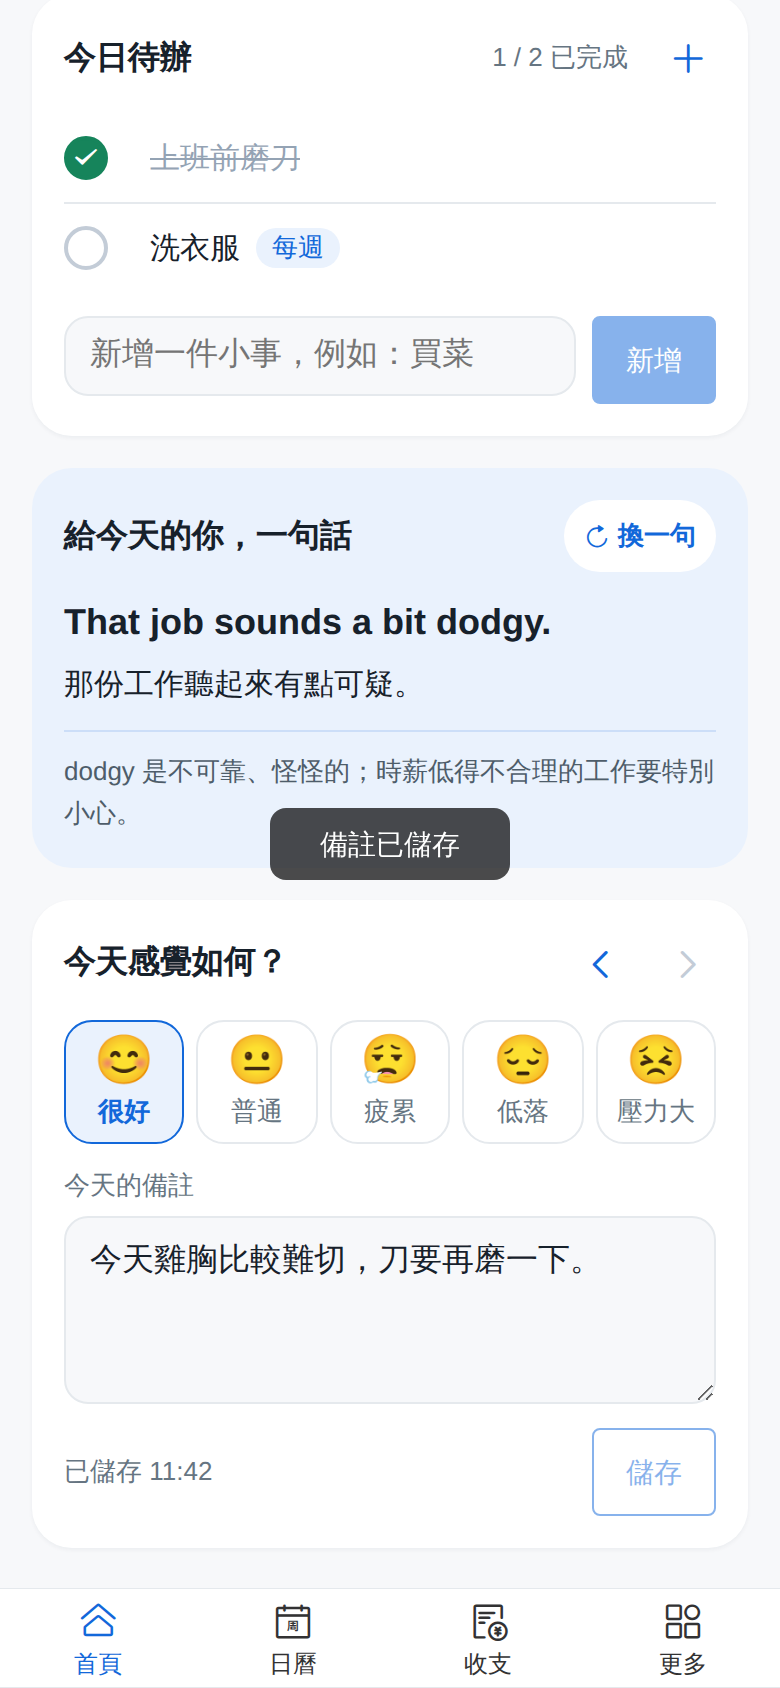 今日待辦
1 / 2 已完成
上班前磨刀
洗衣服 每週
新增一件小事，例如：買菜
新增
給今天的你，一句話
換一句
That job sounds a bit dodgy.
那份工作聽起來有點可疑。
dodgy 是不可靠、怪怪的；時薪低得不合理的工作要特別
小心。
備註已儲存
今天感覺如何？
很好 普通 疲累 低落 壓力大
今天的備註
今天雞胸比較難切，刀要再磨一下。
已儲存 11:42
儲存
周 ¥
首頁 日曆 收支 更多